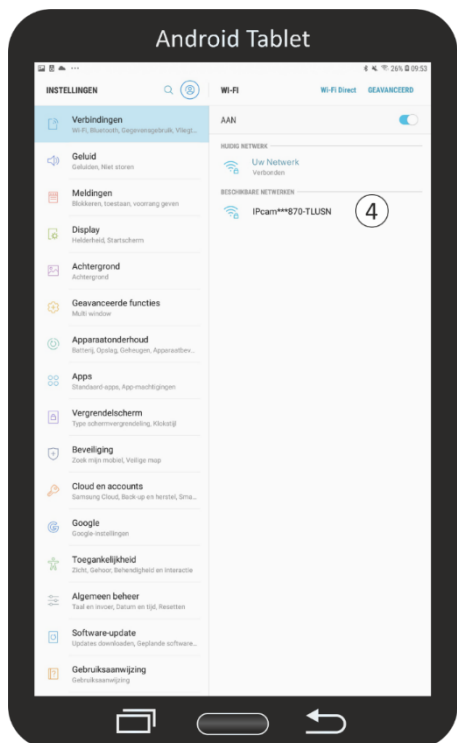 Android Tablet
26% 09:53
INSTELLINGEN
Verbindingen
Wi-Fi, Bluetooth, Gegevensgebruik, Vliegt...
Geluid
Geluiden, Niet storen
Meldingen
Blokkeren, toestaan, voorrang geven
Display
Helderheid, Startscherm
Achtergrond
Achtergrond
Geavanceerde functies
Multi window
Apparaatonderhoud
Batterij, Opslag, Geheugen, Apparaatbev...
Apps
Standaard-apps, App-machtigingen
Vergrendelscherm
Type schermvergrendeling, Klokstijl
Beveiliging
Zoek mijn mobiel, Veilige map
Cloud en accounts
Samsung Cloud, Back-up en herstel, Sma...
Google
Google-instellingen
Toegankelijkheid
Zicht, Gehoor, Behendigheid en interactie
Algemeen beheer
Taal en invoer, Datum en tijd, Resetten
Software-update
Updates downloaden, Geplande software...
Gebruiksaanwijzing
Gebruiksaanwijzing
WI-FI Wi-Fi Direct GEAVANCEERD
AAN
HUIDIG NETWERK
Uw Netwerk
Verbonden
BESCHIKBARE NETWERKEN
IPcam***870-TLUSN 4